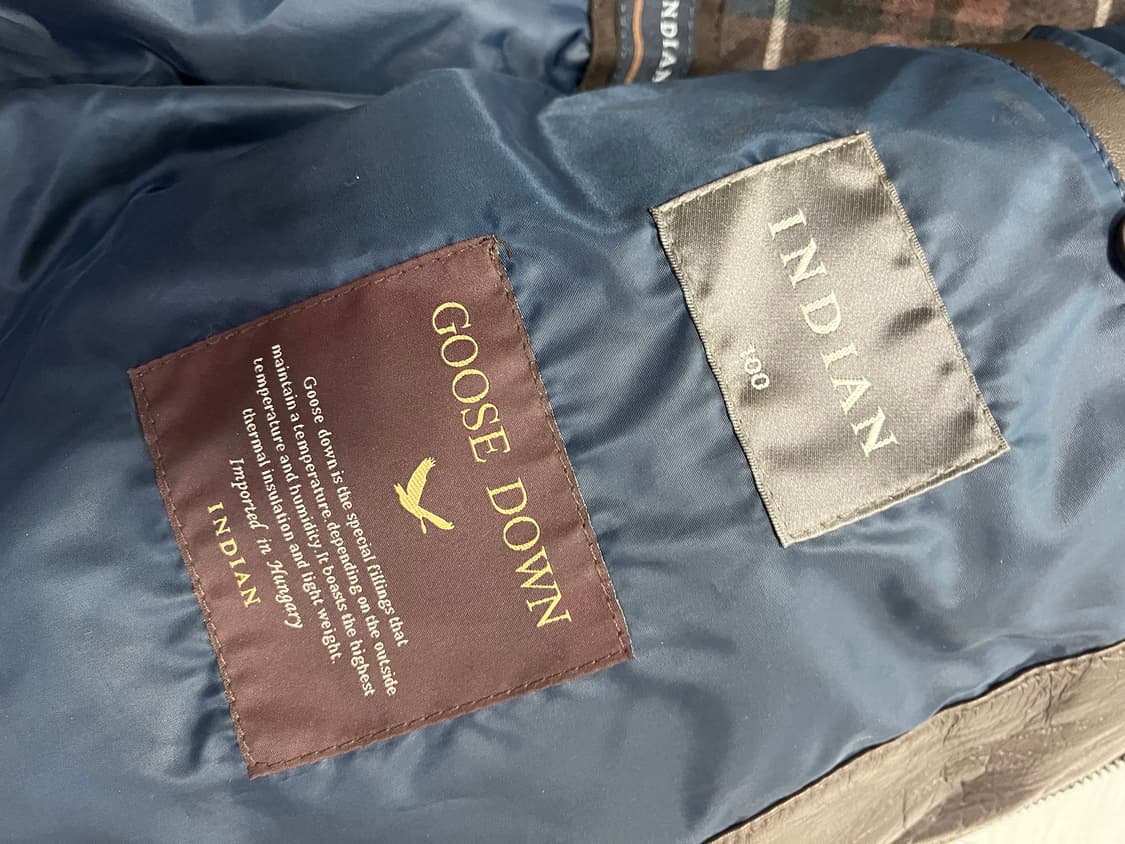 INDIAN
INDIAN
100
GOOSE DOWN
Goose down is the special fillings that
maintain a temperature, depending on the outside
temperature and humidity. It boasts the highest
thermal insulation and light weight.
Imported in Hungary
INDIAN